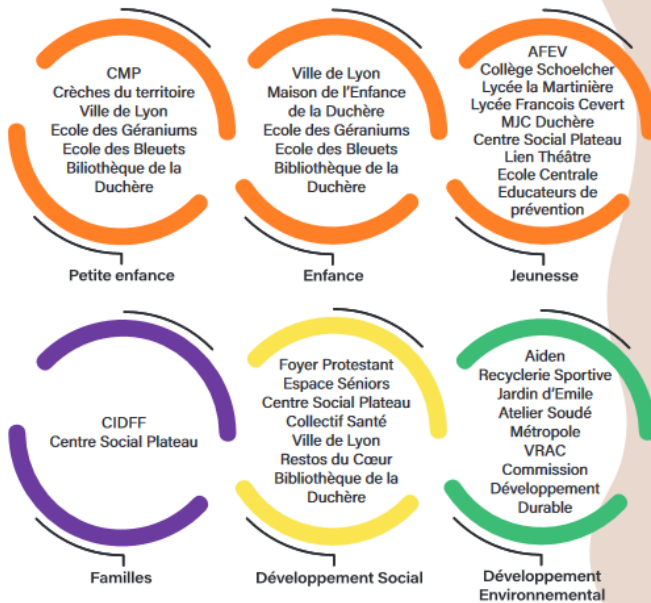 CMP
Crèches du territoire
Ville de Lyon
Ecole des Géraniums
Ecole des Bleuets
Biliothèque de la
Duchère
Petite enfance
Ville de Lyon
Maison de l'Enfance
de la Duchère
Ecole des Géraniums
Ecole des Bleuets
Bibliothèque de la
Duchère
Enfance
AFEV
Collège Schoelcher
Lycée la Martinière
Lycée Francois Cevert
MJC Duchère
Centre Social Plateau
Lien Théâtre
Ecole Centrale
Educateurs de
prévention
Jeunesse
CIDFF
Centre Social Plateau
Familles
Foyer Protestant
Espace Séniors
Centre Social Plateau
Collectif Santé
Ville de Lyon
Restos du Cœur
Bibliothèque de la
Duchère
Développement Social
Aiden
Recyclerie Sportive
Jardin d'Emile
Atelier Soudé
Métropole
VRAC
Commission
Développement
Durable
Développement
Environnemental